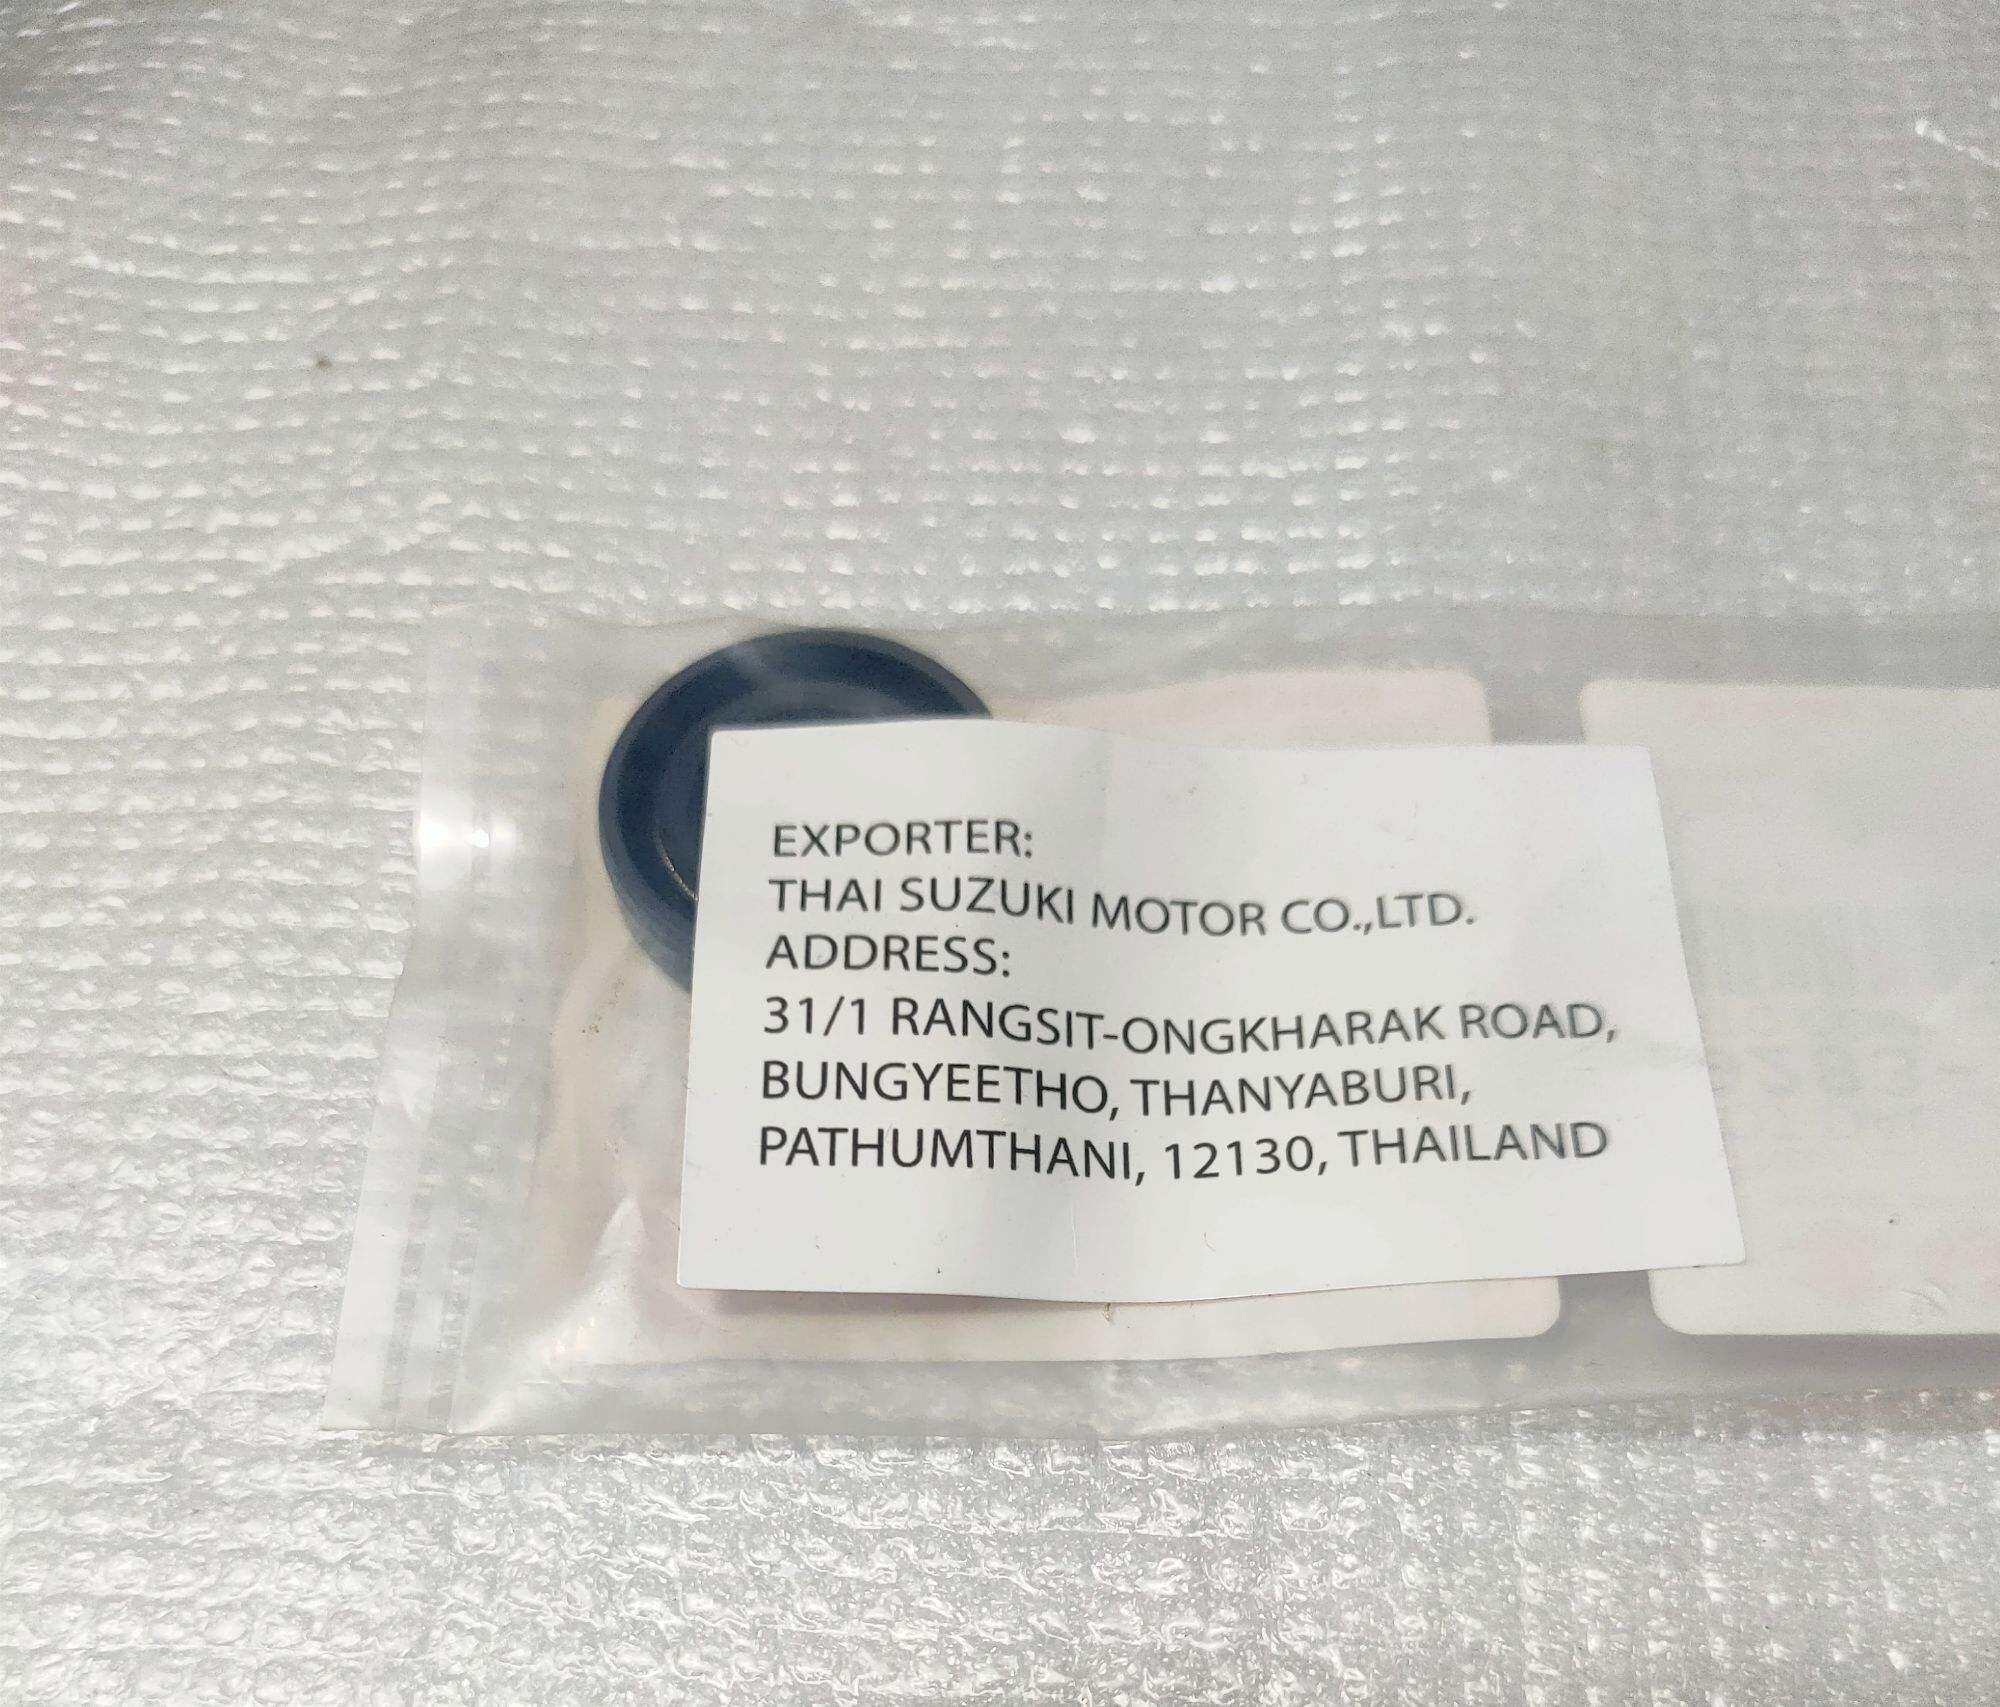 EXPORTER:
THAI SUZUKI MOTOR CO.,LTD.
ADDRESS:
31/1 RANGSIT-ONGKHARAK ROAD,
BUNGYEETHO, THANYABURI,
PATHUMTHANI, 12130, THAILAND